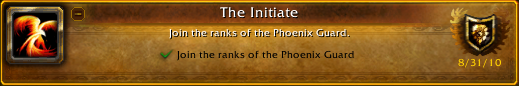 The Initiate
Join the ranks of the Phoenix Guard.
Join the ranks of the Phoenix Guard
8/31/10